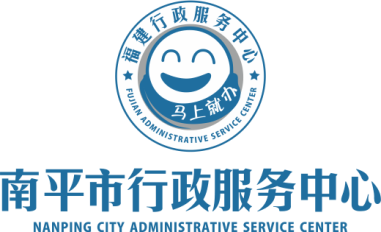 福建行政服务中心
马上就办
FUJIAN ADMINISTRATIVE SERVICE CENTER
南平市行政服务中心
NANPING CITY ADMINISTRATIVE SERVICE CENTER